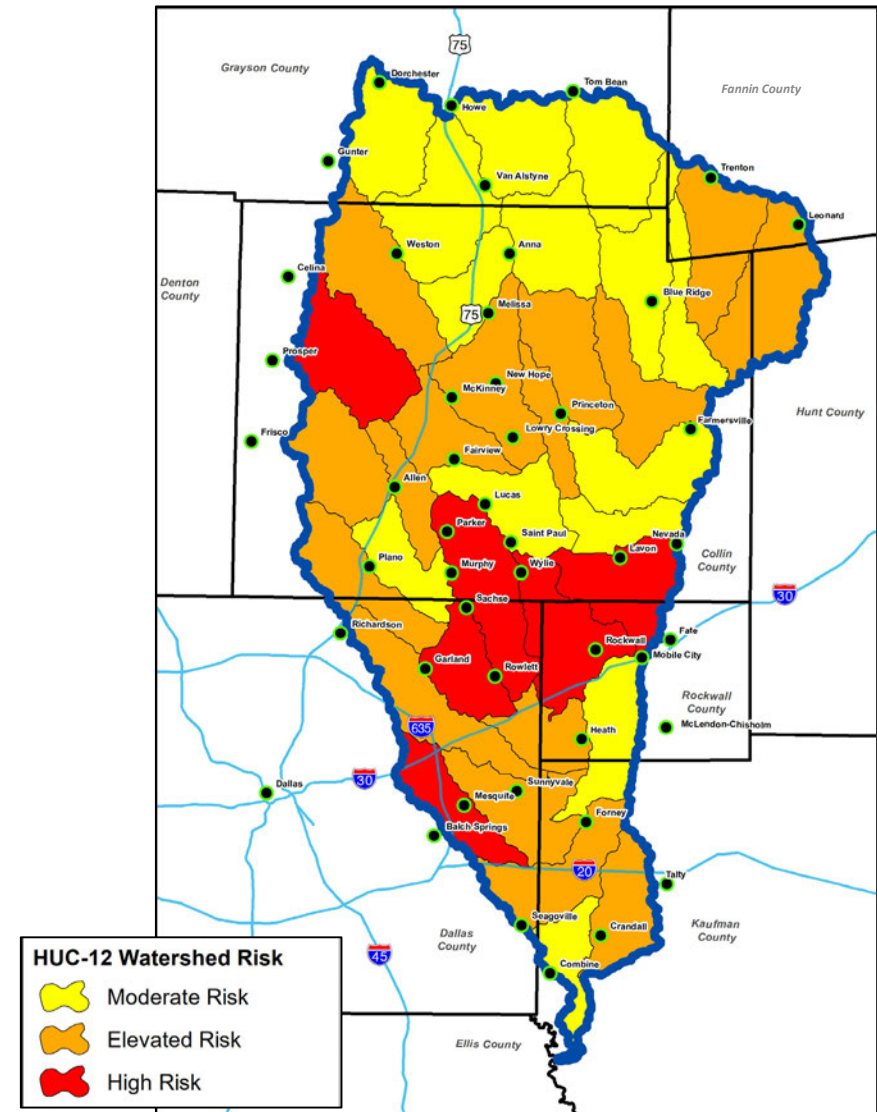 75
Grayson County
Dorchester
Tom Bean
Fannin County
Howe
Gunter
Trenton
Van Alstyne
Leonard
Weston
Anna
Celina
Denton
County
Blue Ridge
Melissa
75
Prosper
New Hope
McKinney
Princeton
Hunt County
Farmersville
Lowry Crossing
Frisco
Fairview
Allen
Lucas
Parker
Saint Paul
Nevada
Lavon
Collin
County
Plano
Murphy
Wylie
30
Sachse
Richardson
Fate
Rockwall
Mobile City
Garland
Rowlett
Rockwall
County
McLendon-Chisholm
635
Heath
Dallas
30
Sunnyvale
Mesquite
Forney
Balch Springs
20
Talty
Seagoville
Crandall
Kaufman
County
Dallas
County
45
Combine
Ellis County
HUC-12 Watershed Risk
Moderate Risk
Elevated Risk
High Risk